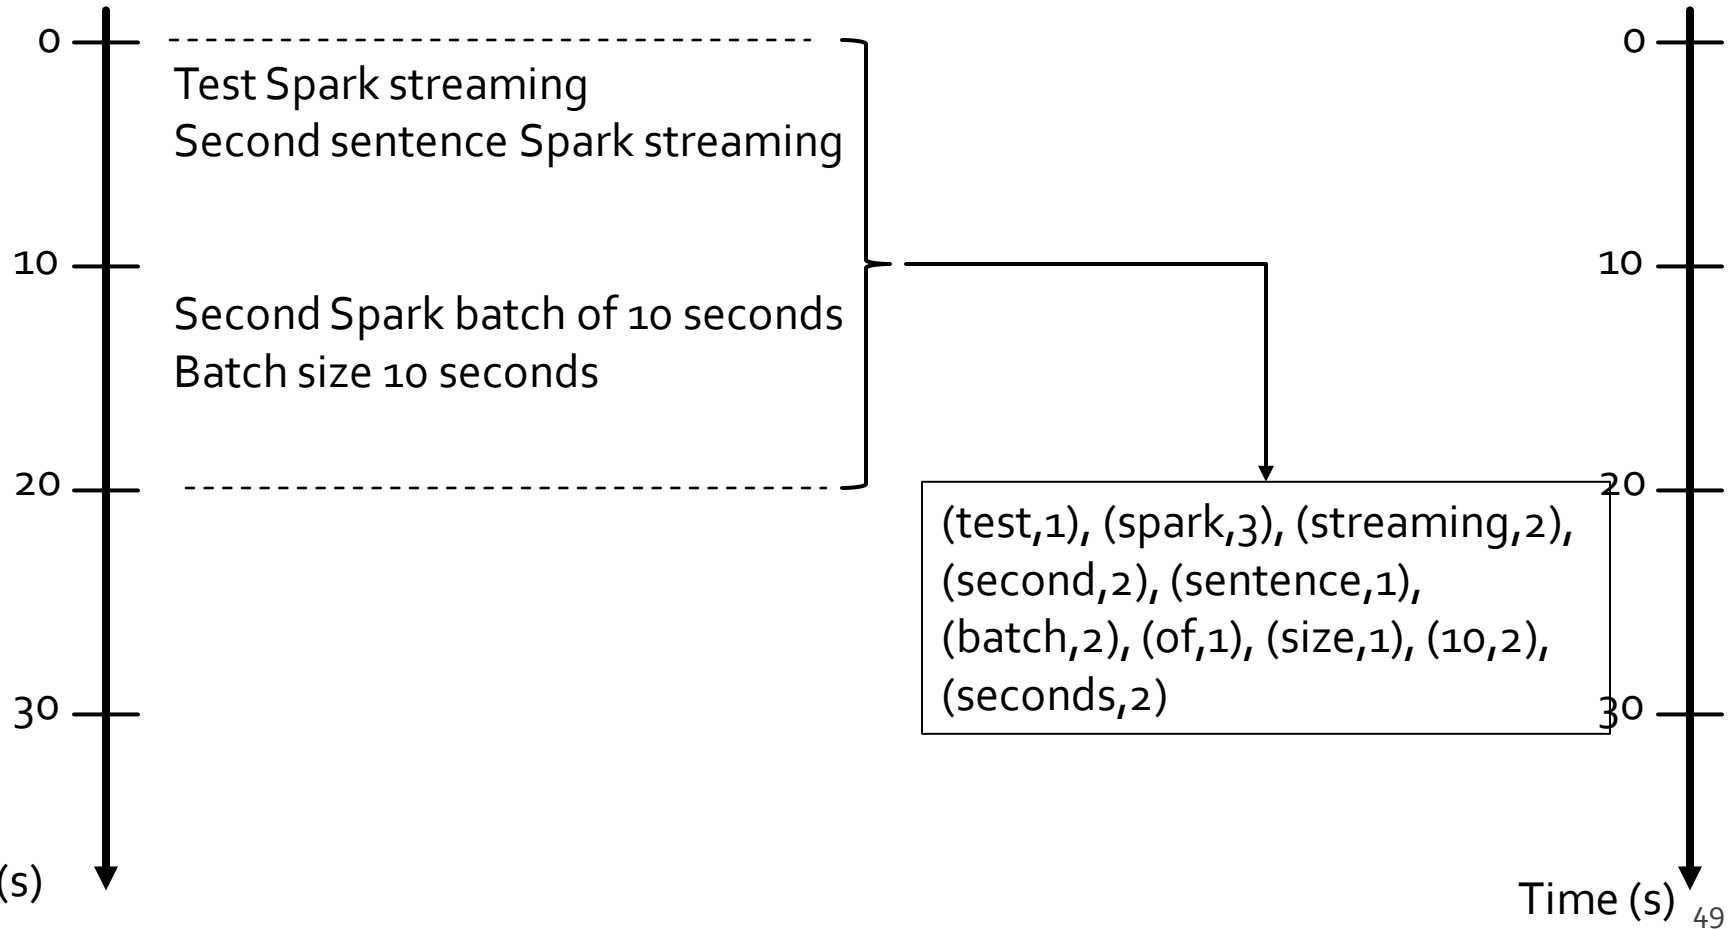 0
Test Spark streaming
Second sentence Spark streaming
10
Second Spark batch of 10 seconds
Batch size 10 seconds
20
30
(s)
0
10
20
(test,1), (spark,3), (streaming,2),
(second,2), (sentence,1),
(batch,2), (of,1), (size,1), (10,2),
(seconds,2)
30
Time (s)
49